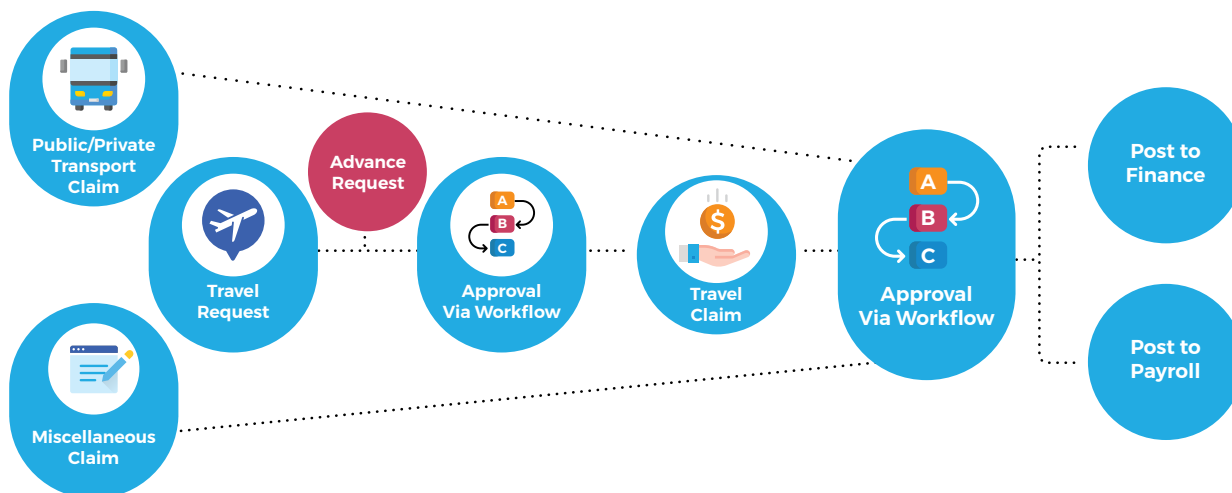 Public/Private
Transport
Claim
Advance
Request
Travel
Request
A
B
C
Approval
Via Workflow
$
Travel
Claim
A
B
C
Approval
Via Workflow
Post to
Finance
Post to
Payroll
Miscellaneous
Claim